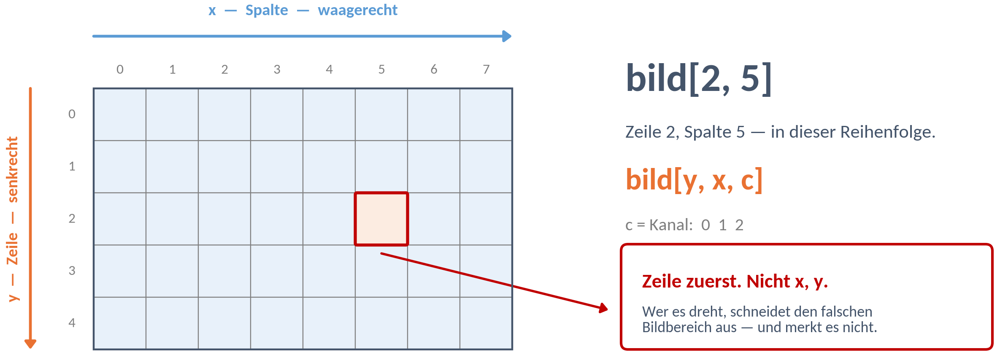 x — Spalte — waagerecht
0 1 2 3 4 5 6 7
y — Zeile — senkrecht
0
1
2
3
4
bild[2, 5]
Zeile 2, Spalte 5 — in dieser Reihenfolge.
bild[y, x, c]
c = Kanal: 0 1 2
Zeile zuerst. Nicht x, y.
Wer es dreht, schneidet den falschen
Bildbereich aus — und merkt es nicht.